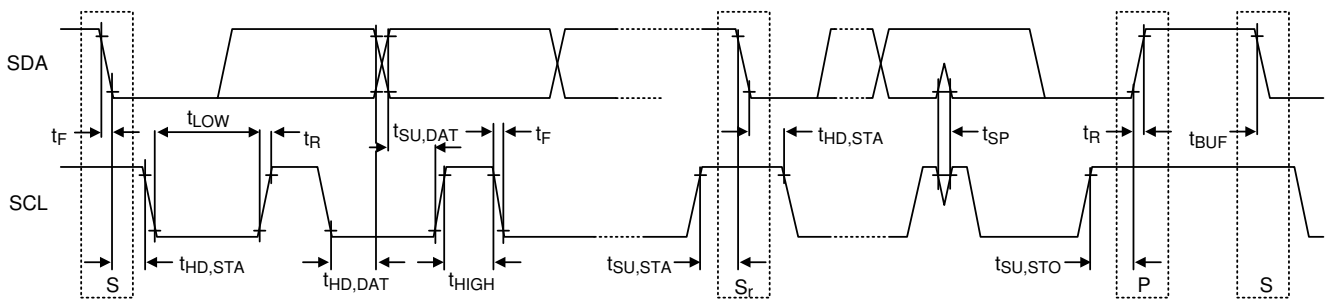 SDA
tF
tLOW
tR
tSU,DAT
tF
tHD,STA
tSP
tR
tBUF
SCL
S
tHD,STA
tHD,DAT
tHIGH
tSU,STA
Sr
tSU,STO
P
S